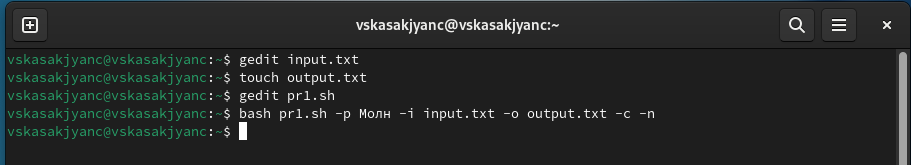 vskasakjyanc@vskasakjyanc:~
vskasakjyanc@vskasakjyanc:~$ gedit input.txt
vskasakjyanc@vskasakjyanc:~$ touch output.txt
vskasakjyanc@vskasakjyanc:~$ gedit pr1.sh
vskasakjyanc@vskasakjyanc:~$ bash pr1.sh -p Молн -i input.txt -o output.txt -c -n
vskasakjyanc@vskasakjyanc:~$